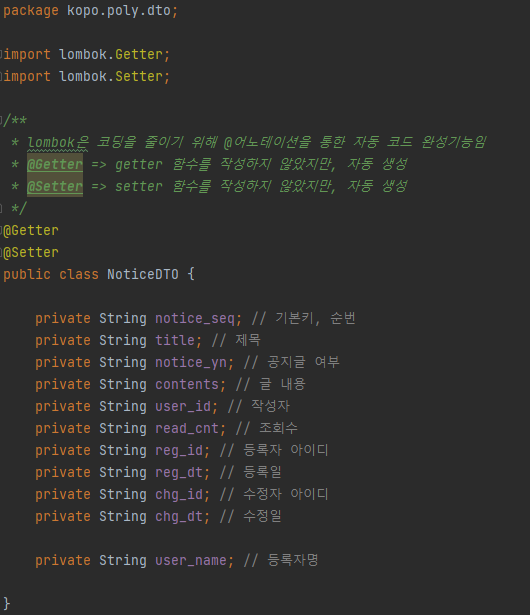 package kopo.poly.dto;
import lombok.Getter;
import lombok.Setter;
/**
* lombok은 코딩을 줄이기 위해 @어노테이션을 통한 자동 코드 완성기능임
* @Getter => getter 함수를 작성하지 않았지만, 자동 생성
* @Setter => setter 함수를 작성하지 않았지만, 자동 생성
*/
@Getter
@Setter
public class NoticeDTO {
private String notice_seq; // 기본키, 순번
private String title; // 제목
private String notice_yn; // 공지글 여부
private String contents; // 글 내용
private String user_id; // 작성자
private String read_cnt; // 조회수
private String reg_id; // 등록자 아이디
private String reg_dt; // 등록일
private String chg_id; // 수정자 아이디
private String chg_dt; // 수정일
private String user_name; // 등록자명
}